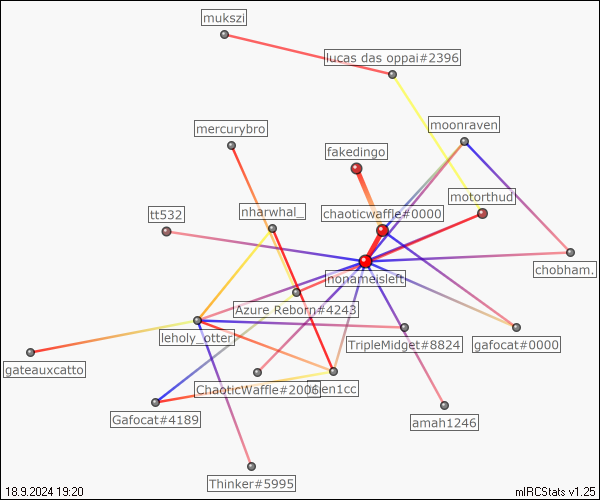 mukszi
lucas das oppai#2396
moonraven
mercurybro
fakedingo
motorthud
tt532
nharwhal_
chaoticwaffle#0000
chobham.
nonameisleft
Azure Reborn#4243
leholy_otter
TripleMidget#8824
gafocat#0000
gateauxcatto
ChaoticWaffle#2006
Gafocat#4189
amah1246
Thinker#5995
18.9.2024 19:20
mIRCStats v1.25